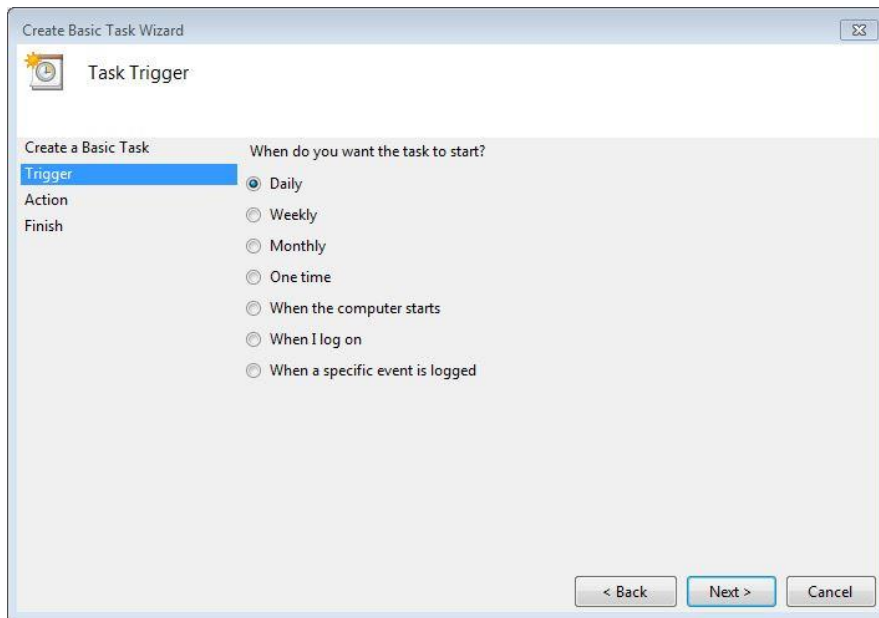 Create Basic Task Wizard
Task Trigger
Create a Basic Task
Trigger
Action
Finish
When do you want the task to start?
Daily
Weekly
Monthly
One time
When the computer starts
When I log on
When a specific event is logged
< Back
Next >
Cancel